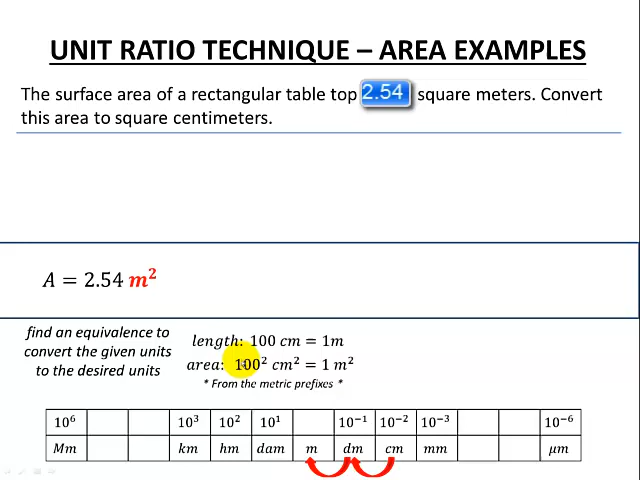 UNIT RATIO TECHNIQUE – AREA EXAMPLES
The surface area of a rectangular table top 2.54 square meters. Convert
this area to square centimeters.
A = 2.54 m²
find an equivalence to
convert the given units
to the desired units
length: 100 cm = 1m
area: 100² cm² = 1 m²
* From the metric prefixes *
10⁶ 10³ 10² 10¹ 10⁻¹ 10⁻² 10⁻³ 10⁻⁶
Mm km hm dam m dm cm mm μm